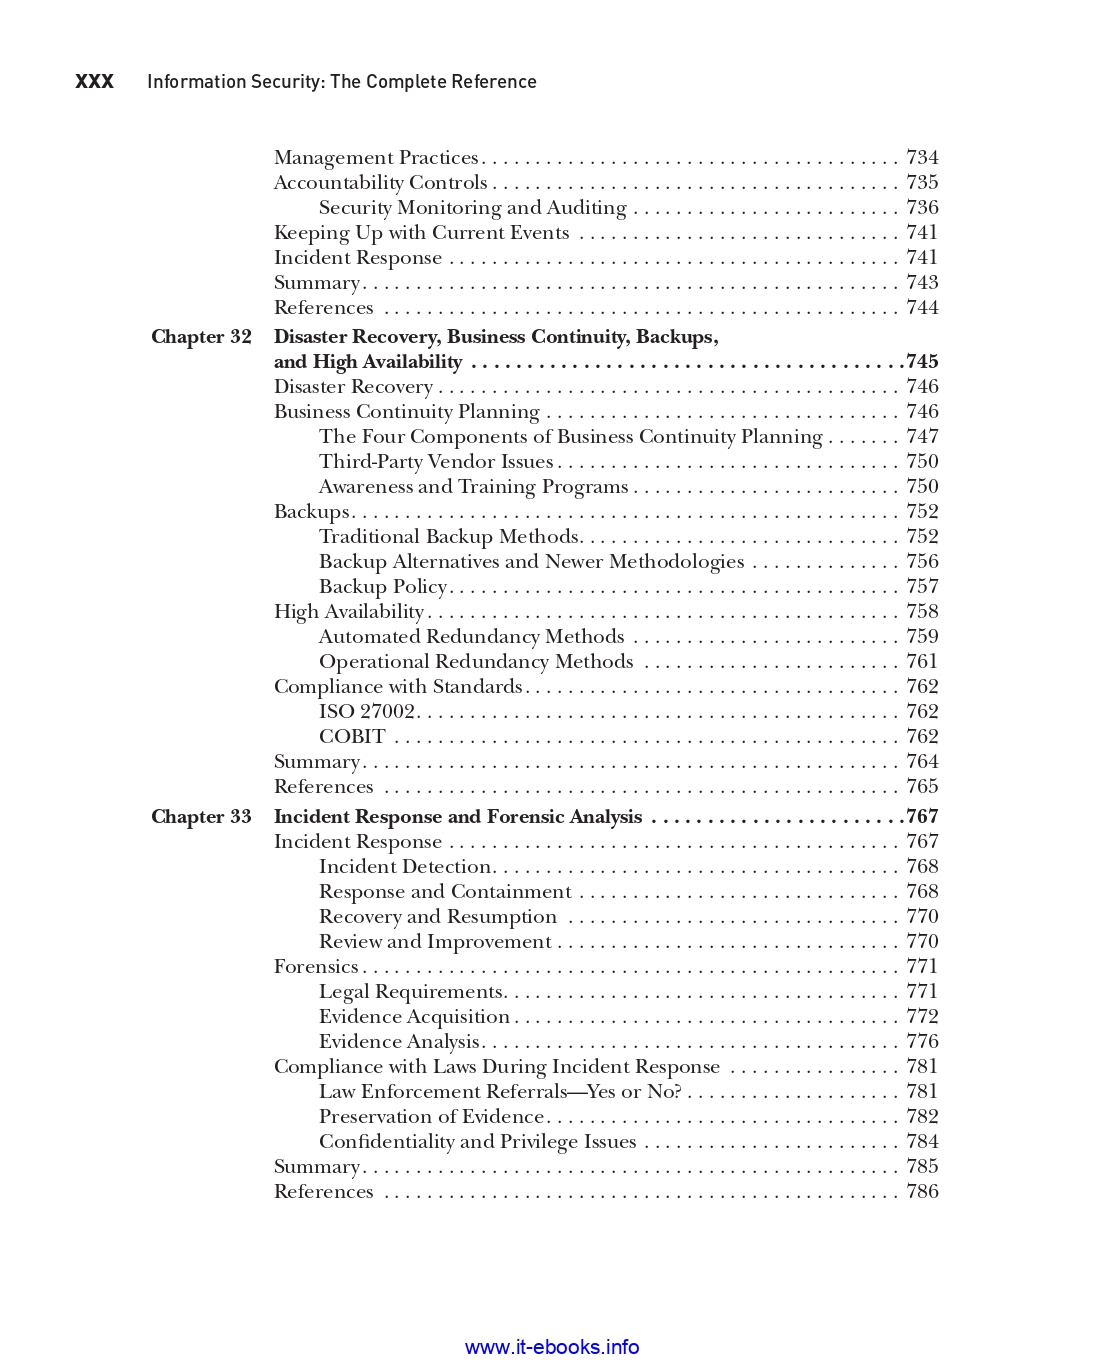 xxx Information Security: The Complete Reference
Management Practices. . . . . . . . . . . . . . . . . . . . . . . . . . . . . . . . . . . . . . . 734
Accountability Controls . . . . . . . . . . . . . . . . . . . . . . . . . . . . . . . . . . . . . . 735
Security Monitoring and Auditing . . . . . . . . . . . . . . . . . . . . . . . . . 736
Keeping Up with Current Events . . . . . . . . . . . . . . . . . . . . . . . . . . . . . . 741
Incident Response . . . . . . . . . . . . . . . . . . . . . . . . . . . . . . . . . . . . . . . . . . 741
Summary. . . . . . . . . . . . . . . . . . . . . . . . . . . . . . . . . . . . . . . . . . . . . . . . . . 743
References . . . . . . . . . . . . . . . . . . . . . . . . . . . . . . . . . . . . . . . . . . . . . . . . 744
Chapter 32 Disaster Recovery, Business Continuity, Backups,
and High Availability . . . . . . . . . . . . . . . . . . . . . . . . . . . . . . . . . . . . . . .745
Disaster Recovery . . . . . . . . . . . . . . . . . . . . . . . . . . . . . . . . . . . . . . . . . . . 746
Business Continuity Planning . . . . . . . . . . . . . . . . . . . . . . . . . . . . . . . . . 746
The Four Components of Business Continuity Planning . . . . . . . 747
Third-Party Vendor Issues . . . . . . . . . . . . . . . . . . . . . . . . . . . . . . . . 750
Awareness and Training Programs . . . . . . . . . . . . . . . . . . . . . . . . . 750
Backups. . . . . . . . . . . . . . . . . . . . . . . . . . . . . . . . . . . . . . . . . . . . . . . . . . . 752
Traditional Backup Methods. . . . . . . . . . . . . . . . . . . . . . . . . . . . . . 752
Backup Alternatives and Newer Methodologies . . . . . . . . . . . . . . 756
Backup Policy. . . . . . . . . . . . . . . . . . . . . . . . . . . . . . . . . . . . . . . . . . 757
High Availability . . . . . . . . . . . . . . . . . . . . . . . . . . . . . . . . . . . . . . . . . . . . 758
Automated Redundancy Methods . . . . . . . . . . . . . . . . . . . . . . . . . 759
Operational Redundancy Methods . . . . . . . . . . . . . . . . . . . . . . . . 761
Compliance with Standards. . . . . . . . . . . . . . . . . . . . . . . . . . . . . . . . . . . 762
ISO 27002. . . . . . . . . . . . . . . . . . . . . . . . . . . . . . . . . . . . . . . . . . . . . 762
COBIT . . . . . . . . . . . . . . . . . . . . . . . . . . . . . . . . . . . . . . . . . . . . . . . 762
Summary. . . . . . . . . . . . . . . . . . . . . . . . . . . . . . . . . . . . . . . . . . . . . . . . . . 764
References . . . . . . . . . . . . . . . . . . . . . . . . . . . . . . . . . . . . . . . . . . . . . . . . 765
Chapter 33 Incident Response and Forensic Analysis . . . . . . . . . . . . . . . . . . . . . . .767
Incident Response . . . . . . . . . . . . . . . . . . . . . . . . . . . . . . . . . . . . . . . . . . 767
Incident Detection. . . . . . . . . . . . . . . . . . . . . . . . . . . . . . . . . . . . . . 768
Response and Containment . . . . . . . . . . . . . . . . . . . . . . . . . . . . . . 768
Recovery and Resumption . . . . . . . . . . . . . . . . . . . . . . . . . . . . . . . 770
Review and Improvement . . . . . . . . . . . . . . . . . . . . . . . . . . . . . . . . 770
Forensics . . . . . . . . . . . . . . . . . . . . . . . . . . . . . . . . . . . . . . . . . . . . . . . . . . 771
Legal Requirements. . . . . . . . . . . . . . . . . . . . . . . . . . . . . . . . . . . . . 771
Evidence Acquisition . . . . . . . . . . . . . . . . . . . . . . . . . . . . . . . . . . . . 772
Evidence Analysis. . . . . . . . . . . . . . . . . . . . . . . . . . . . . . . . . . . . . . . 776
Compliance with Laws During Incident Response . . . . . . . . . . . . . . . . 781
Law Enforcement Referrals—Yes or No? . . . . . . . . . . . . . . . . . . . . 781
Preservation of Evidence. . . . . . . . . . . . . . . . . . . . . . . . . . . . . . . . . 782
Confidentiality and Privilege Issues . . . . . . . . . . . . . . . . . . . . . . . . 784
Summary. . . . . . . . . . . . . . . . . . . . . . . . . . . . . . . . . . . . . . . . . . . . . . . . . . 785
References . . . . . . . . . . . . . . . . . . . . . . . . . . . . . . . . . . . . . . . . . . . . . . . . 786
www.it-ebooks.info